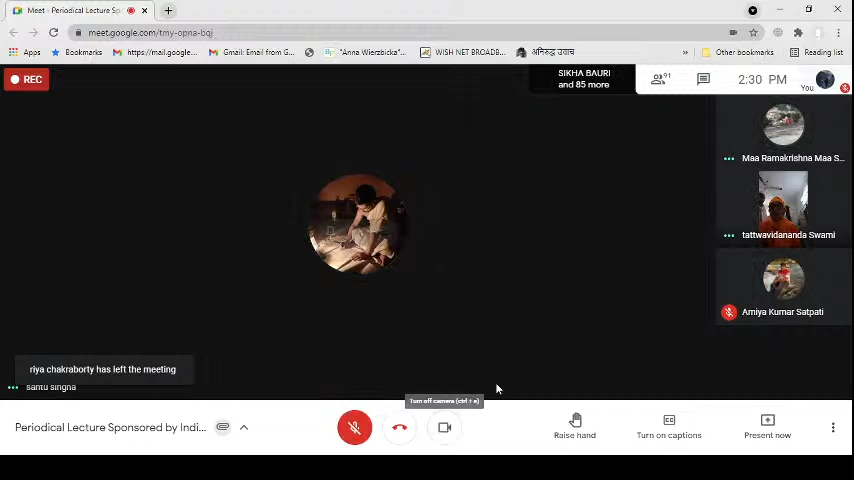 Meet - Periodical Lecture Sp
meet.google.com/tmy-opna-bqj
Apps
Bookmarks
https://mail.google...
Gmail: Email from G...
"Anna Wierzbicka"...
WISH NET BROADB...
अनिरुद्ध उवाच
»
Other bookmarks
Reading list
REC
SIKHA BAURI
and 85 more
91
2:30 PM
You
Maa Ramakrishna Maa S...
tattwavidananda Swami
Amiya Kumar Satpati
riya chakraborty has left the meeting
santu singha
Turn off camera (ctrl + e)
Periodical Lecture Sponsored by Indi...
Raise hand
Turn on captions
Present now